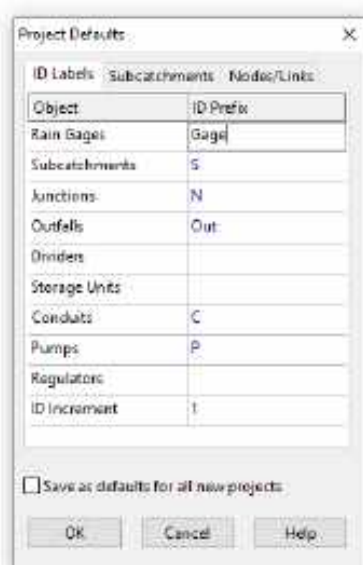 Project Defaults
ID Labels Subcatchments Nodes/Links
Object ID Prefix
Rain Gages Gage
Subcatchments S
Junctions N
Outfalls Out
Dividers
Storage Units
Conduits C
Pumps P
Regulators
ID Increment 1
Save as defaults for all new projects
OK Cancel Help